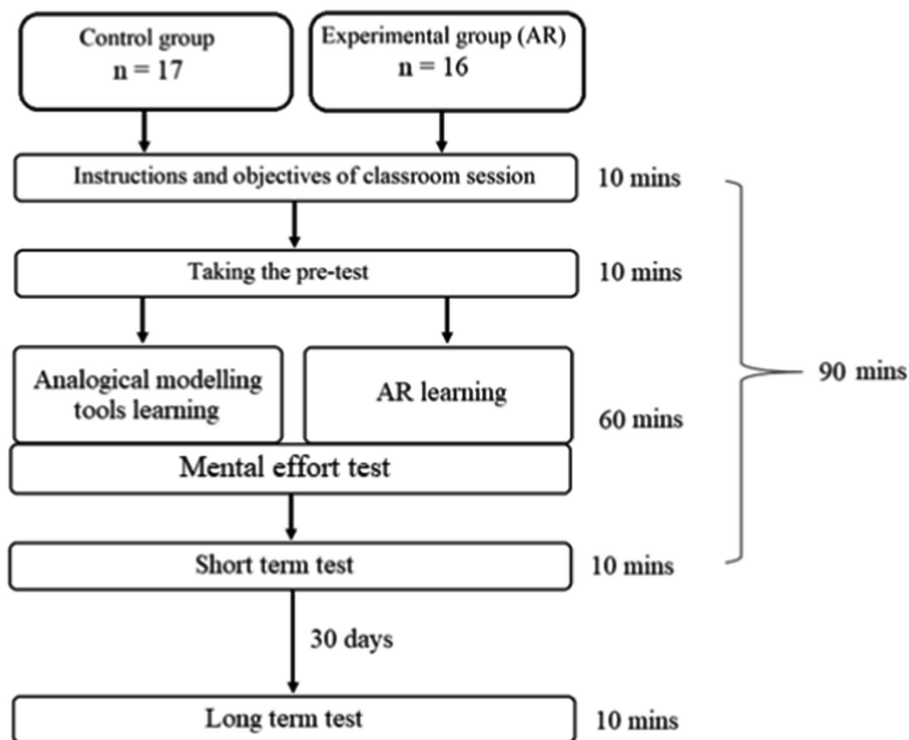 Control group
n = 17
Experimental group (AR)
n = 16
Instructions and objectives of classroom session
10 mins
Taking the pre-test
10 mins
Analogical modelling
tools learning
AR learning
60 mins
90 mins
Mental effort test
Short term test
10 mins
30 days
Long term test
10 mins